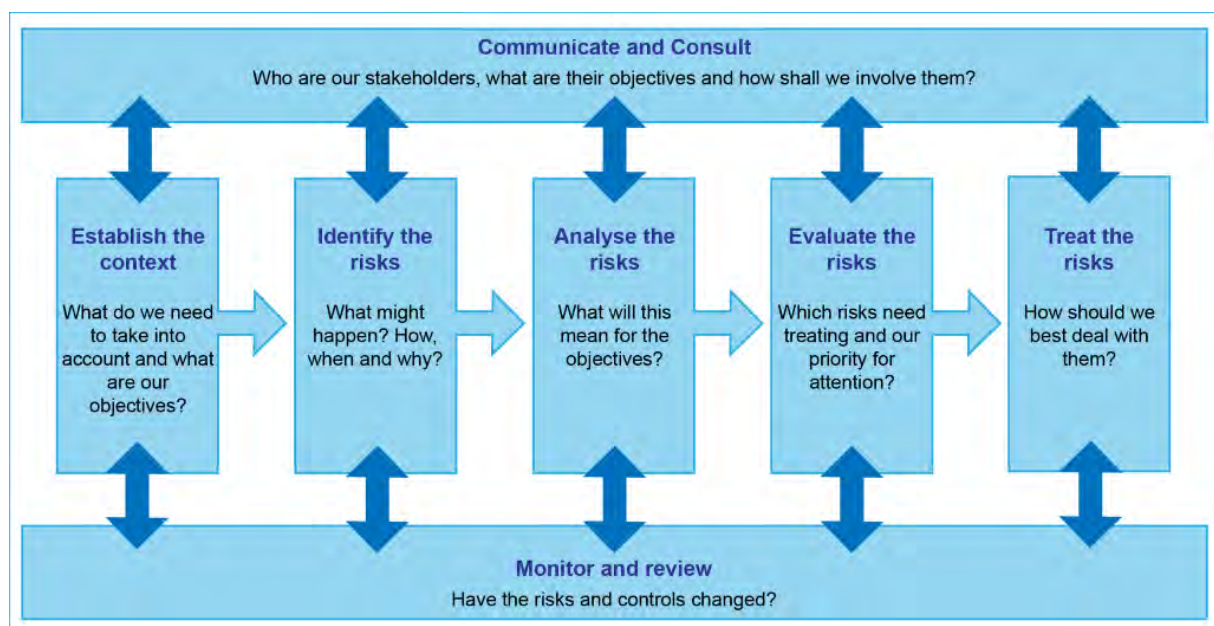 Communicate and Consult
Who are our stakeholders, what are their objectives and how shall we involve them?
Establish the
context
What do we need
to take into
account and what
are our
objectives?
Identify the
risks
What might
happen? How,
when and why?
Analyse the
risks
What will this
mean for the
objectives?
Evaluate the
risks
Which risks need
treating and our
priority for
attention?
Treat the
risks
How should we
best deal with
them?
Monitor and review
Have the risks and controls changed?